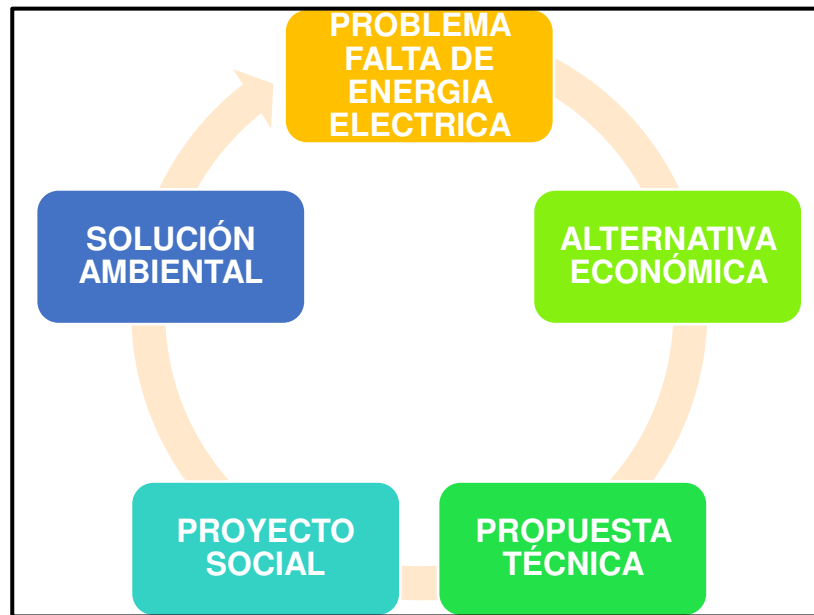 PROBLEMA
FALTA DE
ENERGIA
ELECTRICA
ALTERNATIVA
ECONÓMICA
PROPUESTA
TÉCNICA
PROYECTO
SOCIAL
SOLUCIÓN
AMBIENTAL